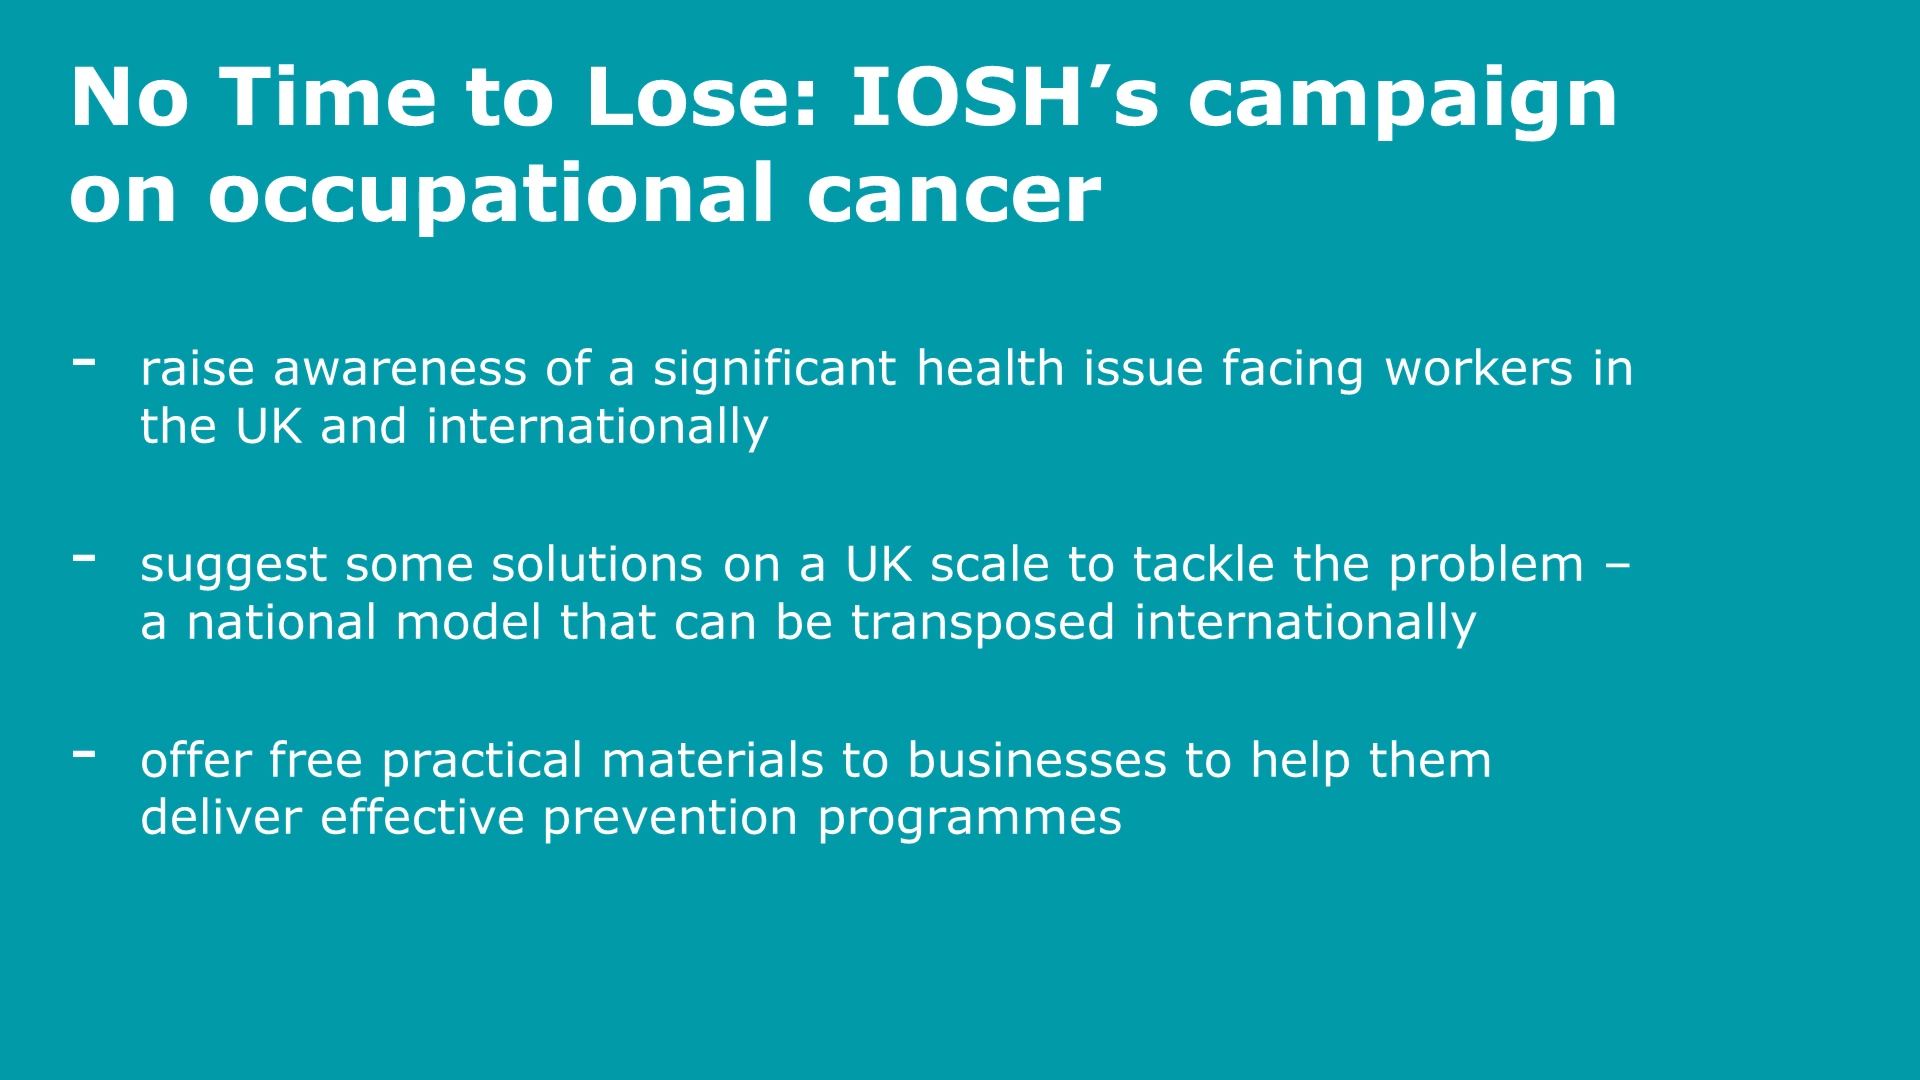 No Time to Lose: IOSH’s campaign
on occupational cancer
- raise awareness of a significant health issue facing workers in
the UK and internationally
- suggest some solutions on a UK scale to tackle the problem –
a national model that can be transposed internationally
- offer free practical materials to businesses to help them
deliver effective prevention programmes